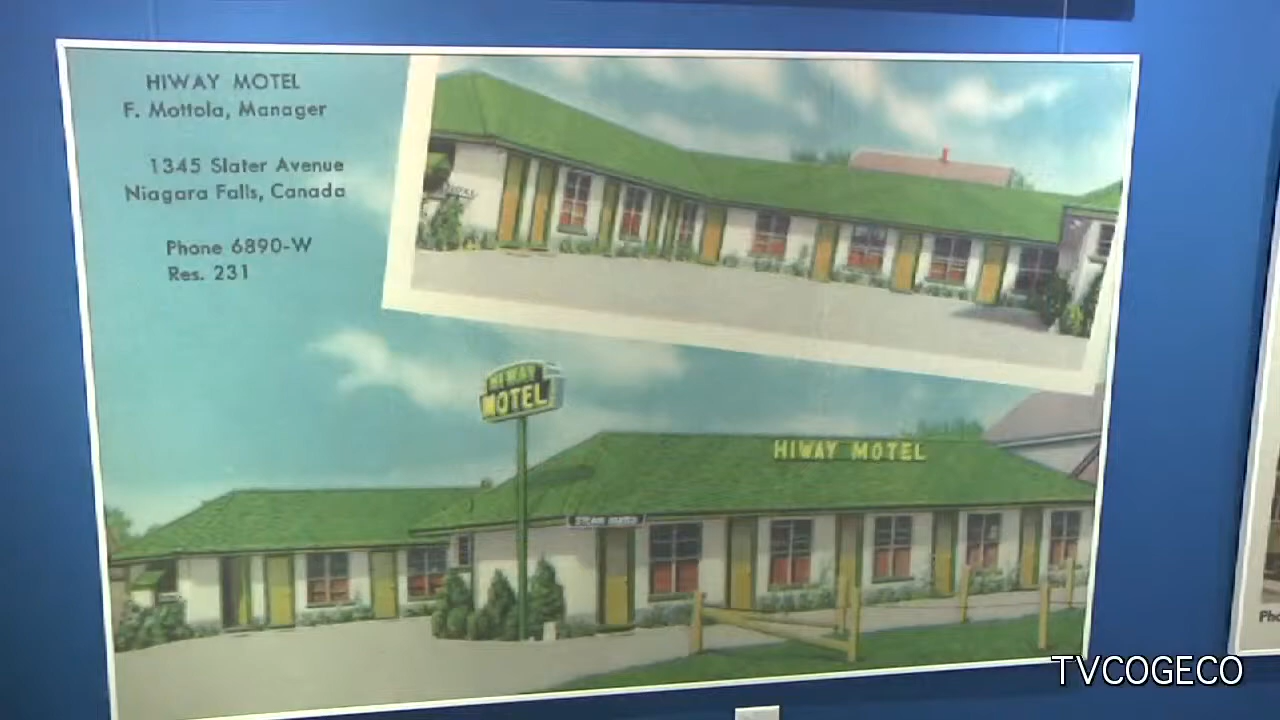 HIWAY MOTEL
F. Mottola, Manager
1345 Slater Avenue
Niagara Falls, Canada
Phone 6890-W
Res. 231
HIWAY
MOTEL
HIWAY MOTEL
Pho
TVCOGECO